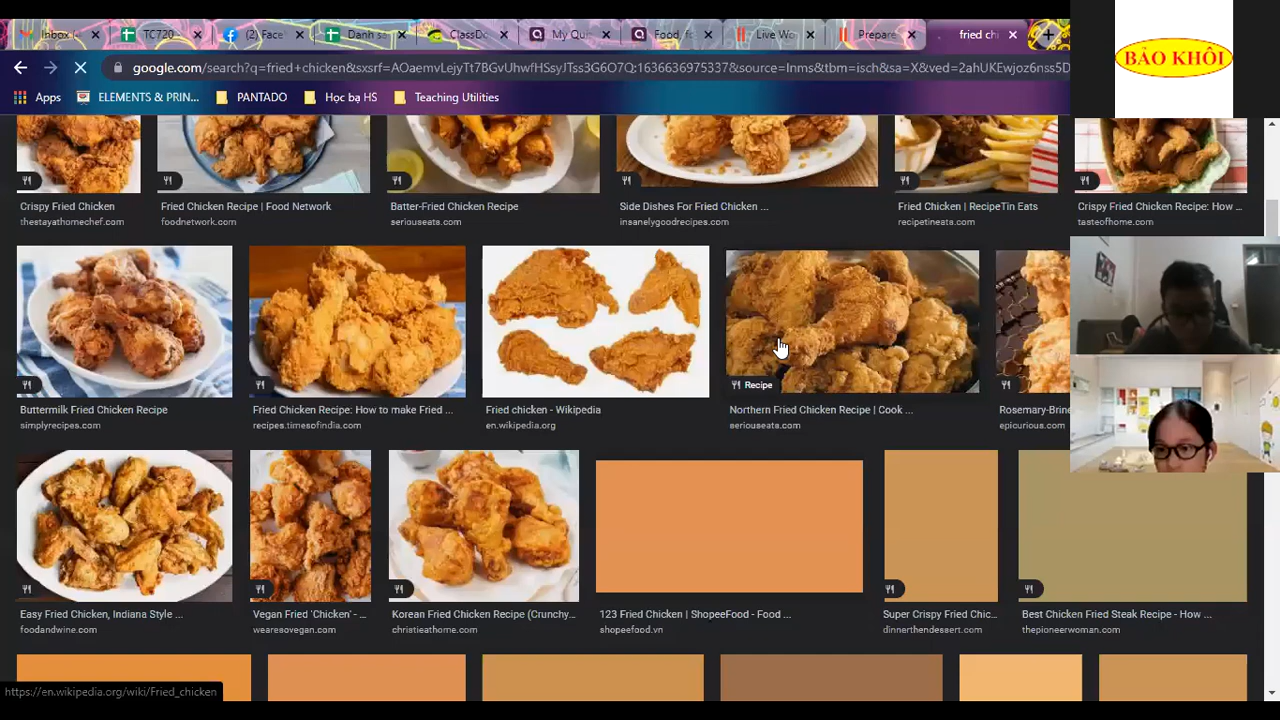 Inbox (
TC720
(2) Face
Danh sa
ClassDo
My Qu
Food, fo
Live Wo
Prepare
fried chi
google.com/search?q=fried+chicken&sxsrf=AOaemvLejyTt7BGvUhwfHSsyJTss3G6O7Q:1636636975337&source=lnms&tbm=isch&sa=X&ved=2ahUKEwjoz6nss5D
Apps
ELEMENTS & PRIN...
PANTADO
Học bạ HS
Teaching Utilities
BẢO KHÔI
Crispy Fried Chicken
thestayathomechef.com
Fried Chicken Recipe | Food Network
foodnetwork.com
Batter-Fried Chicken Recipe
seriouseats.com
Side Dishes For Fried Chicken ...
insanelygoodrecipes.com
Fried Chicken | RecipeTin Eats
recipetineats.com
Crispy Fried Chicken Recipe: How ...
tasteofhome.com
Recipe
Buttermilk Fried Chicken Recipe
simplyrecipes.com
Fried Chicken Recipe: How to make Fried ...
recipes.timesofindia.com
Fried chicken - Wikipedia
en.wikipedia.org
Northern Fried Chicken Recipe | Cook ...
seriouseats.com
Rosemary-Brine
epicurious.com
Easy Fried Chicken, Indiana Style ...
foodandwine.com
Vegan Fried 'Chicken' - ...
wearesovegan.com
Korean Fried Chicken Recipe (Crunchy...
christieathome.com
123 Fried Chicken | ShopeeFood - Food ...
shopeefood.vn
Super Crispy Fried Chic...
dinnerthendessert.com
Best Chicken Fried Steak Recipe - How ...
thepioneerwoman.com
https://en.wikipedia.org/wiki/Fried_chicken